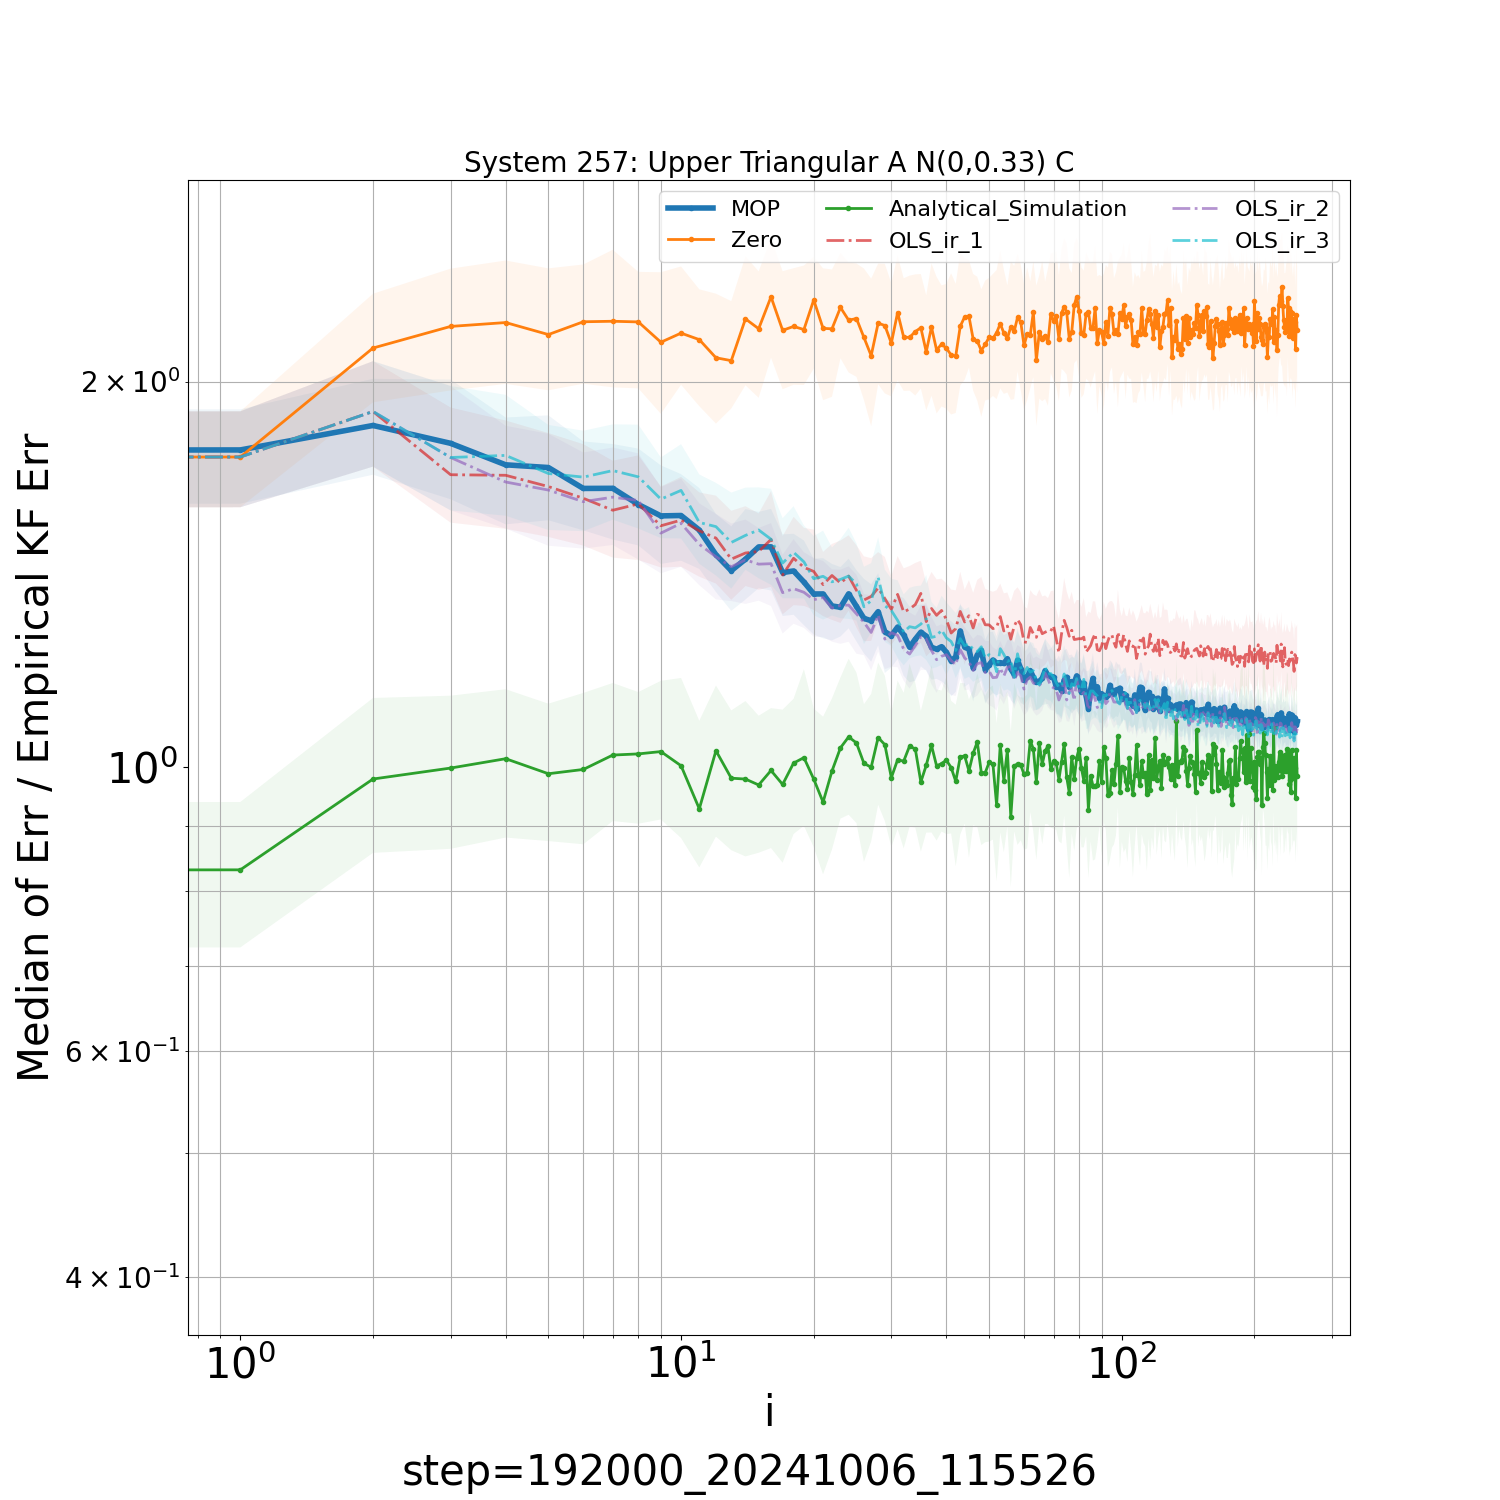 System 257: Upper Triangular A N(0,0.33) C
MOP
Zero
Analytical_Simulation
OLS_ir_1
OLS_ir_2
OLS_ir_3
Median of Err / Empirical KF Err
2 × 10⁰
10⁰
6 × 10⁻¹
4 × 10⁻¹
10⁰ 10¹ 10²
i
step=192000_20241006_115526